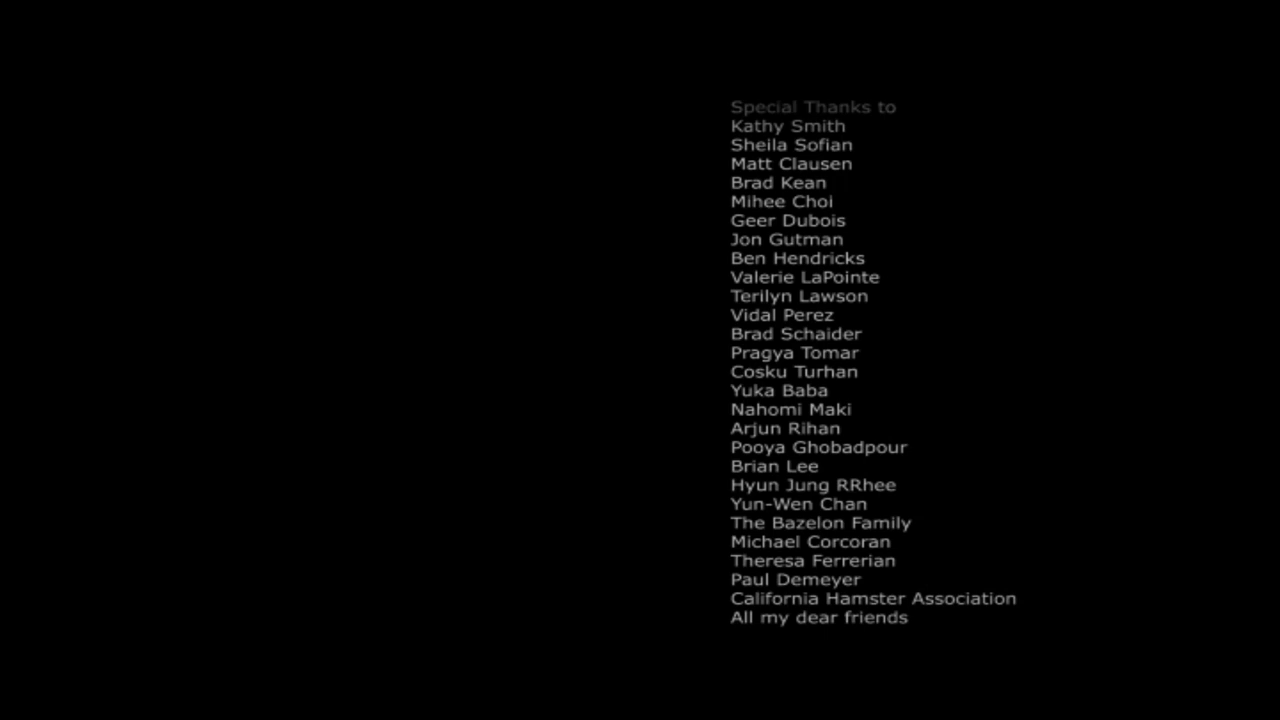 Special Thanks to
Kathy Smith
Sheila Sofian
Matt Clausen
Brad Kean
Mihee Choi
Geer Dubois
Jon Gutman
Ben Hendricks
Valerie LaPointe
Terilyn Lawson
Vidal Perez
Brad Schaider
Pragya Tomar
Cosku Turhan
Yuka Baba
Nahomi Maki
Arjun Rihan
Pooya Ghobadpour
Brian Lee
Hyun Jung RRhee
Yun-Wen Chan
The Bazelon Family
Michael Corcoran
Theresa Ferrerian
Paul Demeyer
California Hamster Association
All my dear friends